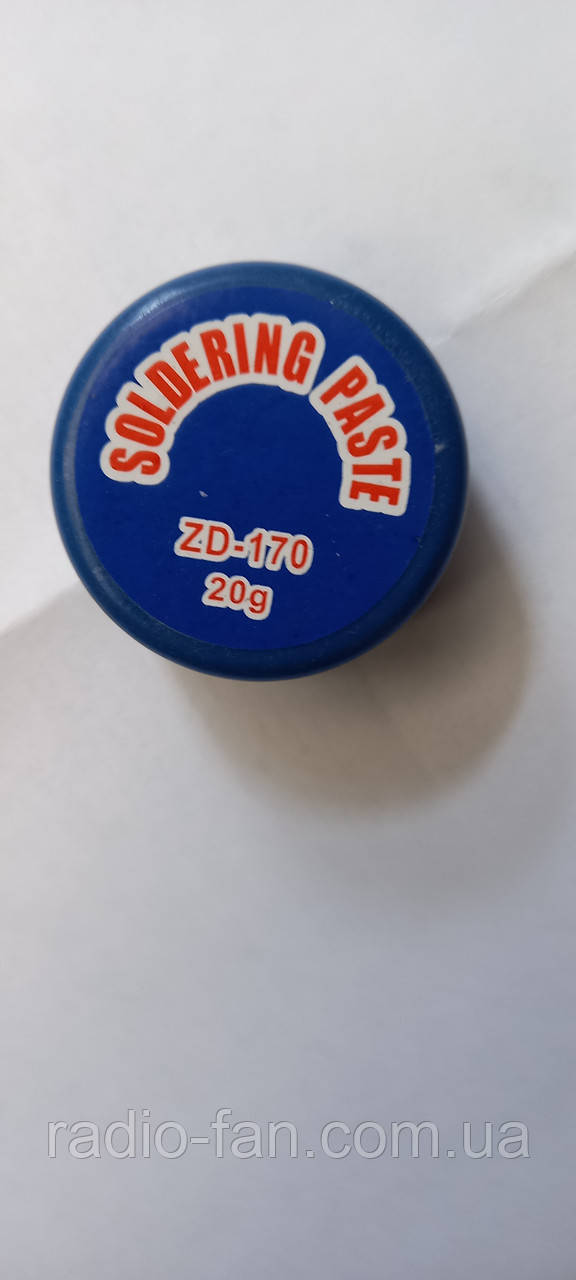 SOLDERING PASTE
ZD-170
20g
radio-fan.com.ua